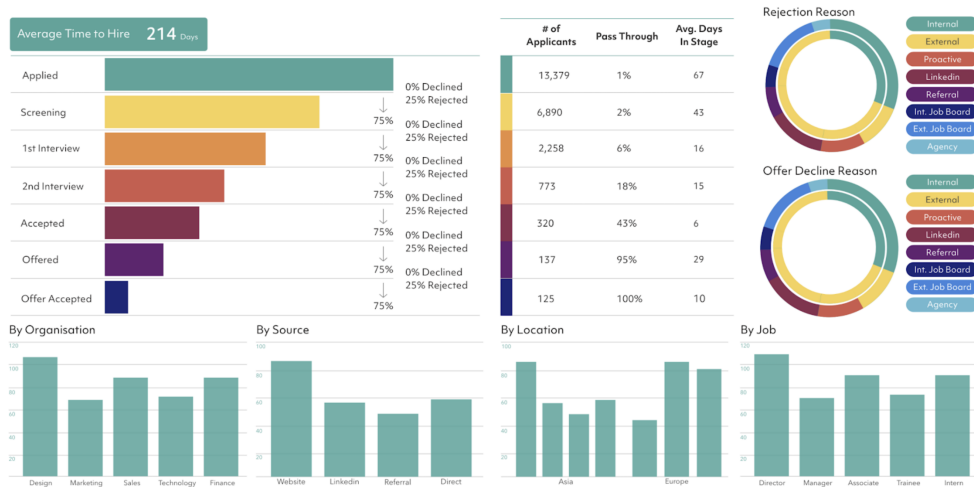 Average Time to Hire 214 Days
Applied
Screening
1st Interview
2nd Interview
Accepted
Offered
Offer Accepted
0% Declined
25% Rejected
75%
0% Declined
25% Rejected
75%
0% Declined
25% Rejected
75%
0% Declined
25% Rejected
75%
0% Declined
25% Rejected
75%
0% Declined
25% Rejected
75%
75%
# of Applicants Pass Through Avg. Days In Stage
13,379 1% 67
6,890 2% 43
2,258 6% 16
773 18% 15
320 43% 6
137 95% 29
125 100% 10
Rejection Reason
Internal
External
Proactive
Linkedin
Referral
Int. Job Board
Ext. Job Board
Agency
Offer Decline Reason
Internal
External
Proactive
Linkedin
Referral
Int. Job Board
Ext. Job Board
Agency
By Organisation
120
100
80
60
40
20
Design Marketing Sales Technology Finance
By Source
100
80
60
40
20
Website Linkedin Referral Direct
By Location
100
80
60
40
20
Asia Europe
By Job
120
100
80
60
40
20
Director Manager Associate Trainee Intern